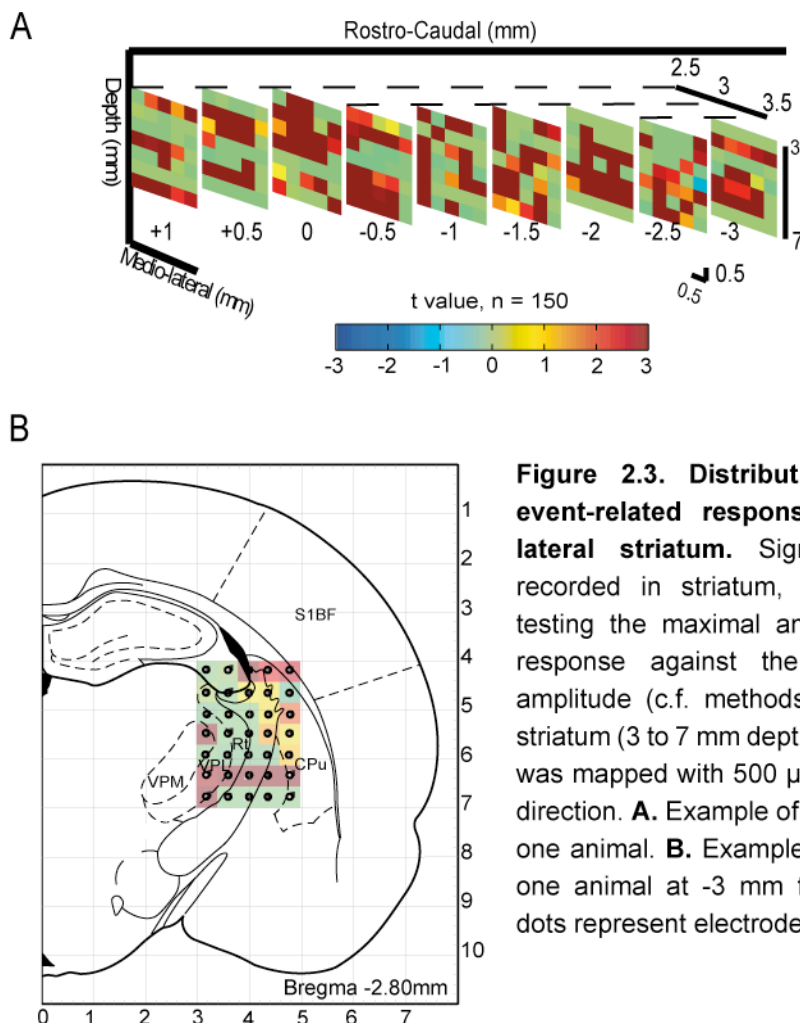 A
Rostro-Caudal (mm)
2.5
3
3.5
Depth (mm)
3
7
+1 +0.5 0 -0.5 -1 -1.5 -2 -2.5 -3
Medio-lateral (mm)
0.5
0.5
t value, n = 150
-3 -2 -1 0 1 2 3
B
1
2
3
4
5
6
7
8
9
10
S1BF
Rt
VPM
VPL
CPu
Bregma -2.80mm
0 1 2 3 4 5 6 7
Figure 2.3. Distribut
event-related respons
lateral striatum. Sign
recorded in striatum,
testing the maximal an
response against the
amplitude (c.f. methods
striatum (3 to 7 mm dept
was mapped with 500 µ
direction. A. Example of
one animal. B. Example
one animal at -3 mm f
dots represent electrode